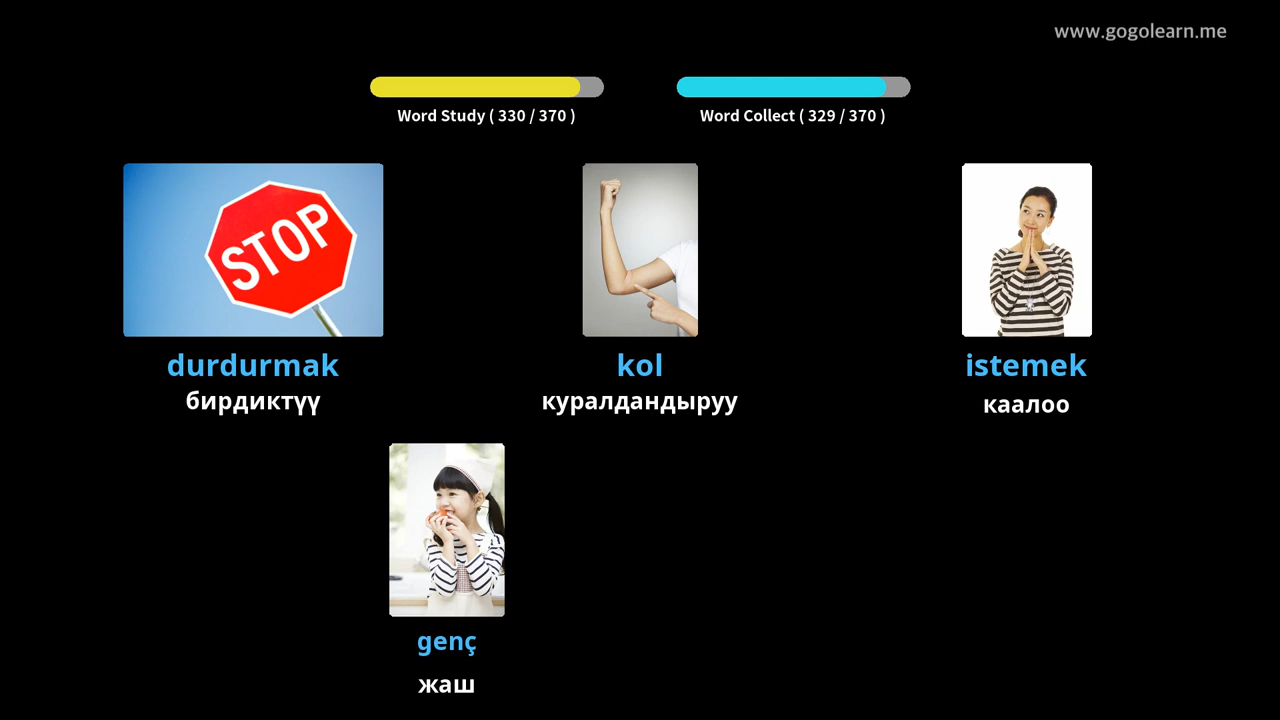 www.gogolearn.me
Word Study ( 330 / 370 )
Word Collect ( 329 / 370 )
STOP
durdurmak
бирдиктүү
kol
куралдандыруу
istemek
каалоо
genç
жаш